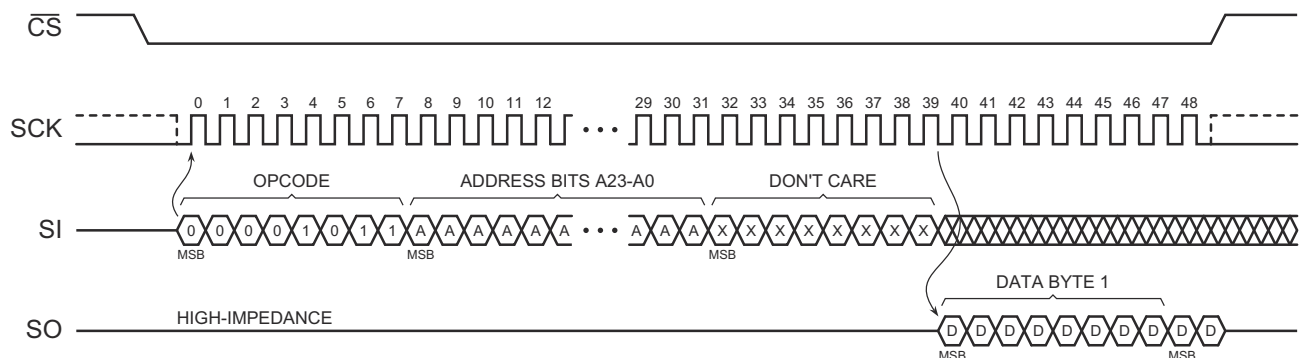 CS
0 1 2 3 4 5 6 7 8 9 10 11 12 29 30 31 32 33 34 35 36 37 38 39 40 41 42 43 44 45 46 47 48
SCK
OPCODE ADDRESS BITS A23-A0 DON'T CARE
SI 0 0 0 0 1 0 1 1 A A A A A A A A A X X X X X X X X
MSB MSB MSB
DATA BYTE 1
HIGH-IMPEDANCE
SO D D D D D D D D D D
MSB MSB